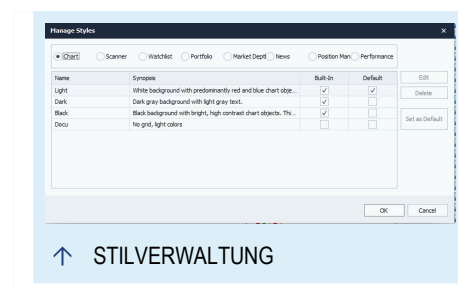 Manage Styles
Chart Scanner Watchlist Portfolio Market Depth News Position Man Performance
Name Synopsis Built-In Default Edit
Light White background with predominantly red and blue chart obje... Delete
Dark Dark gray background with light gray text.
Black Black background with bright, high contrast chart objects. Thi... Set as Default
Docu No grid, light colors
OK Cancel
STILVERWALTUNG